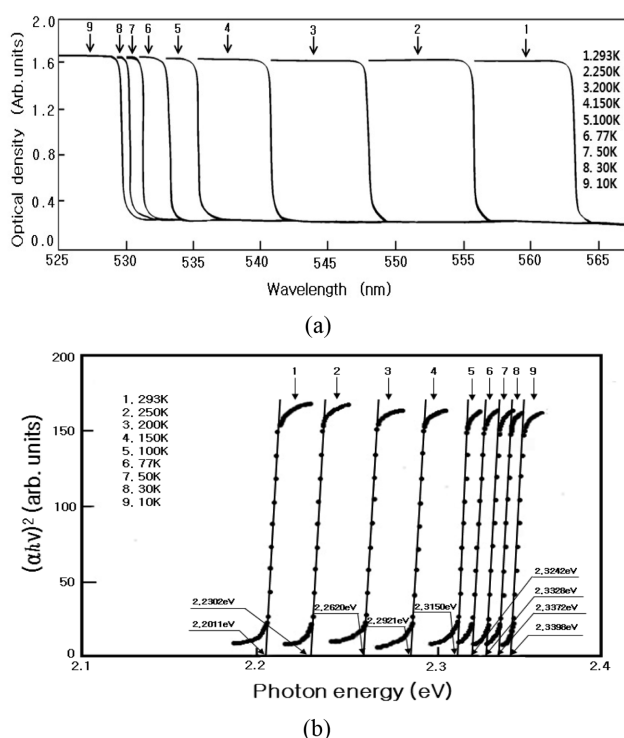 2.0
1.6
1.2
0.8
0.4
0.0
Optical density (Arb. units)
9 8 7 6 5 4 3 2 1
1.293K
2.250K
3.200K
4.150K
5.100K
6. 77K
7. 50K
8. 30K
9. 10K
525 530 535 540 545 550 555 560 565
Wavelength (nm)
(a)
200
150
100
50
0
(αhν)² (arb. units)
1 2 3 4 5 6 7 8 9
1, 293K
2, 250K
3, 200K
4, 150K
5, 100K
6, 77K
7, 50K
8, 30K
9, 10K
2,2011eV
2,2302eV
2,2620eV
2,2921eV
2,3150eV
2,3242eV
2,3328eV
2,3372eV
2,3398eV
2.1 2.2 2.3 2.4
Photon energy (eV)
(b)